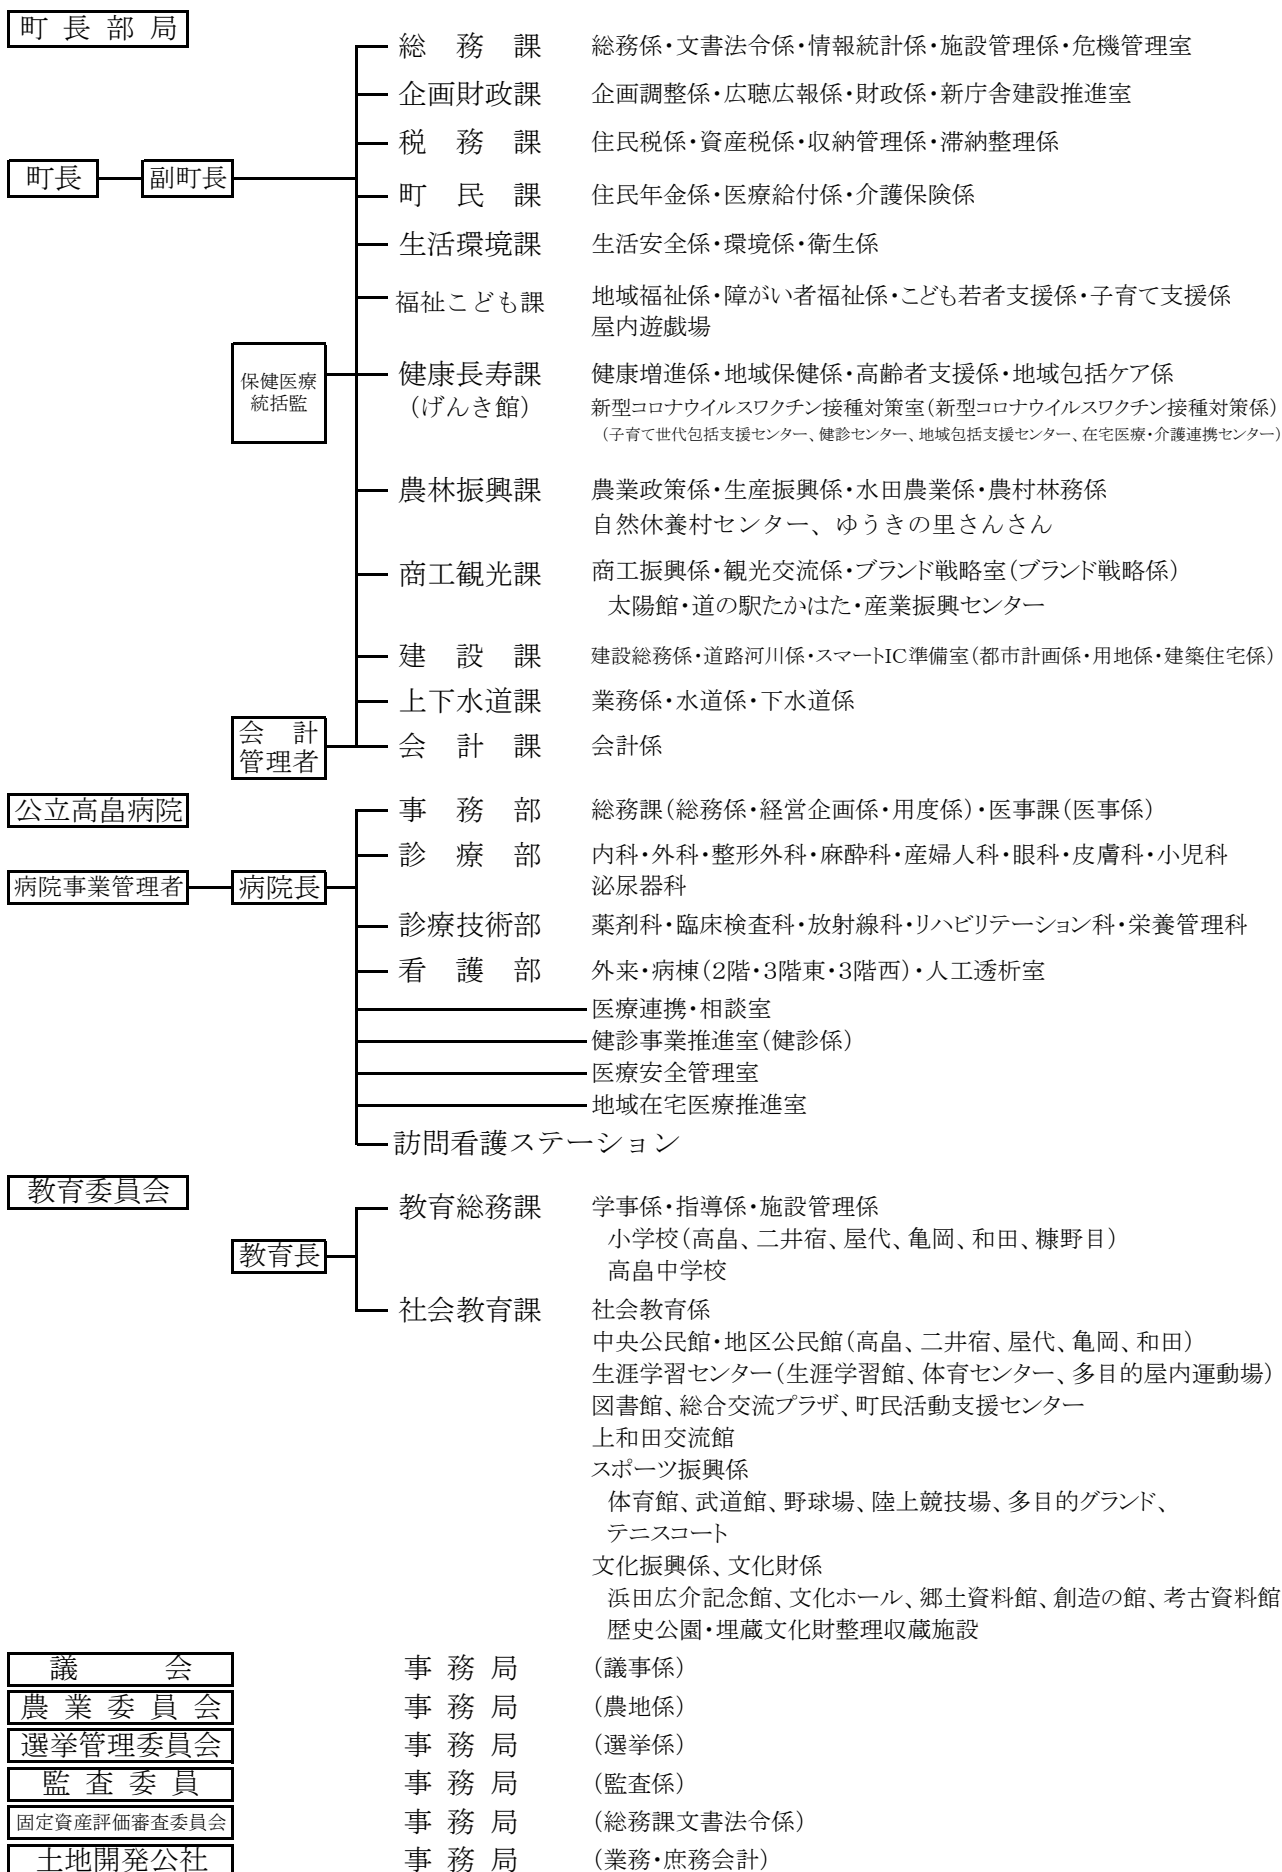 町長部局
総務課 総務係・文書法令係・情報統計係・施設管理係・危機管理室
企画財政課 企画調整係・広聴広報係・財政係・新庁舎建設推進室
税務課 住民税係・資産税係・収納管理係・滞納整理係
町長 副町長
町民課 住民年金係・医療給付係・介護保険係
生活環境課 生活安全係・環境係・衛生係
福祉こども課 地域福祉係・障がい者福祉係・こども若者支援係・子育て支援係
屋内遊戯場
保健医療
統括監
健康長寿課 健康増進係・地域保健係・高齢者支援係・地域包括ケア係
(げんき館) 新型コロナウイルスワクチン接種対策室(新型コロナウイルスワクチン接種対策係)
(子育て世代包括支援センター、健診センター、地域包括支援センター、在宅医療・介護連携センター)
農林振興課 農業政策係・生産振興係・水田農業係・農村林務係
自然休養村センター、ゆうきの里さんさん
商工観光課 商工振興係・観光交流係・ブランド戦略室(ブランド戦略係)
太陽館・道の駅たかはた・産業振興センター
建設課 建設総務係・道路河川係・スマートIC準備室(都市計画係・用地係・建築住宅係)
上下水道課 業務係・水道係・下水道係
会計
管理者
会計課 会計係
公立高畠病院
事務部 総務課(総務係・経営企画係・用度係)・医事課(医事係)
診療部 内科・外科・整形外科・麻酔科・産婦人科・眼科・皮膚科・小児科
泌尿器科
病院事業管理者 病院長
診療技術部 薬剤科・臨床検査科・放射線科・リハビリテーション科・栄養管理科
看護部 外来・病棟(2階・3階東・3階西)・人工透析室
医療連携・相談室
健診事業推進室(健診係)
医療安全管理室
地域在宅医療推進室
訪問看護ステーション
教育委員会
教育総務課 学事係・指導係・施設管理係
小学校(高畠、二井宿、屋代、亀岡、和田、糠野目)
教育長
高畠中学校
社会教育課 社会教育係
中央公民館・地区公民館(高畠、二井宿、屋代、亀岡、和田)
生涯学習センター(生涯学習館、体育センター、多目的屋内運動場)
図書館、総合交流プラザ、町民活動支援センター
上和田交流館
スポーツ振興係
体育館、武道館、野球場、陸上競技場、多目的グランド、
テニスコート
文化振興係、文化財係
浜田広介記念館、文化ホール、郷土資料館、創造の館、考古資料館
歴史公園・埋蔵文化財整理収蔵施設
議会 事務局 (議事係)
農業委員会 事務局 (農地係)
選挙管理委員会 事務局 (選挙係)
監査委員 事務局 (監査係)
固定資産評価審査委員会 事務局 (総務課文書法令係)
土地開発公社 事務局 (業務・庶務会計)